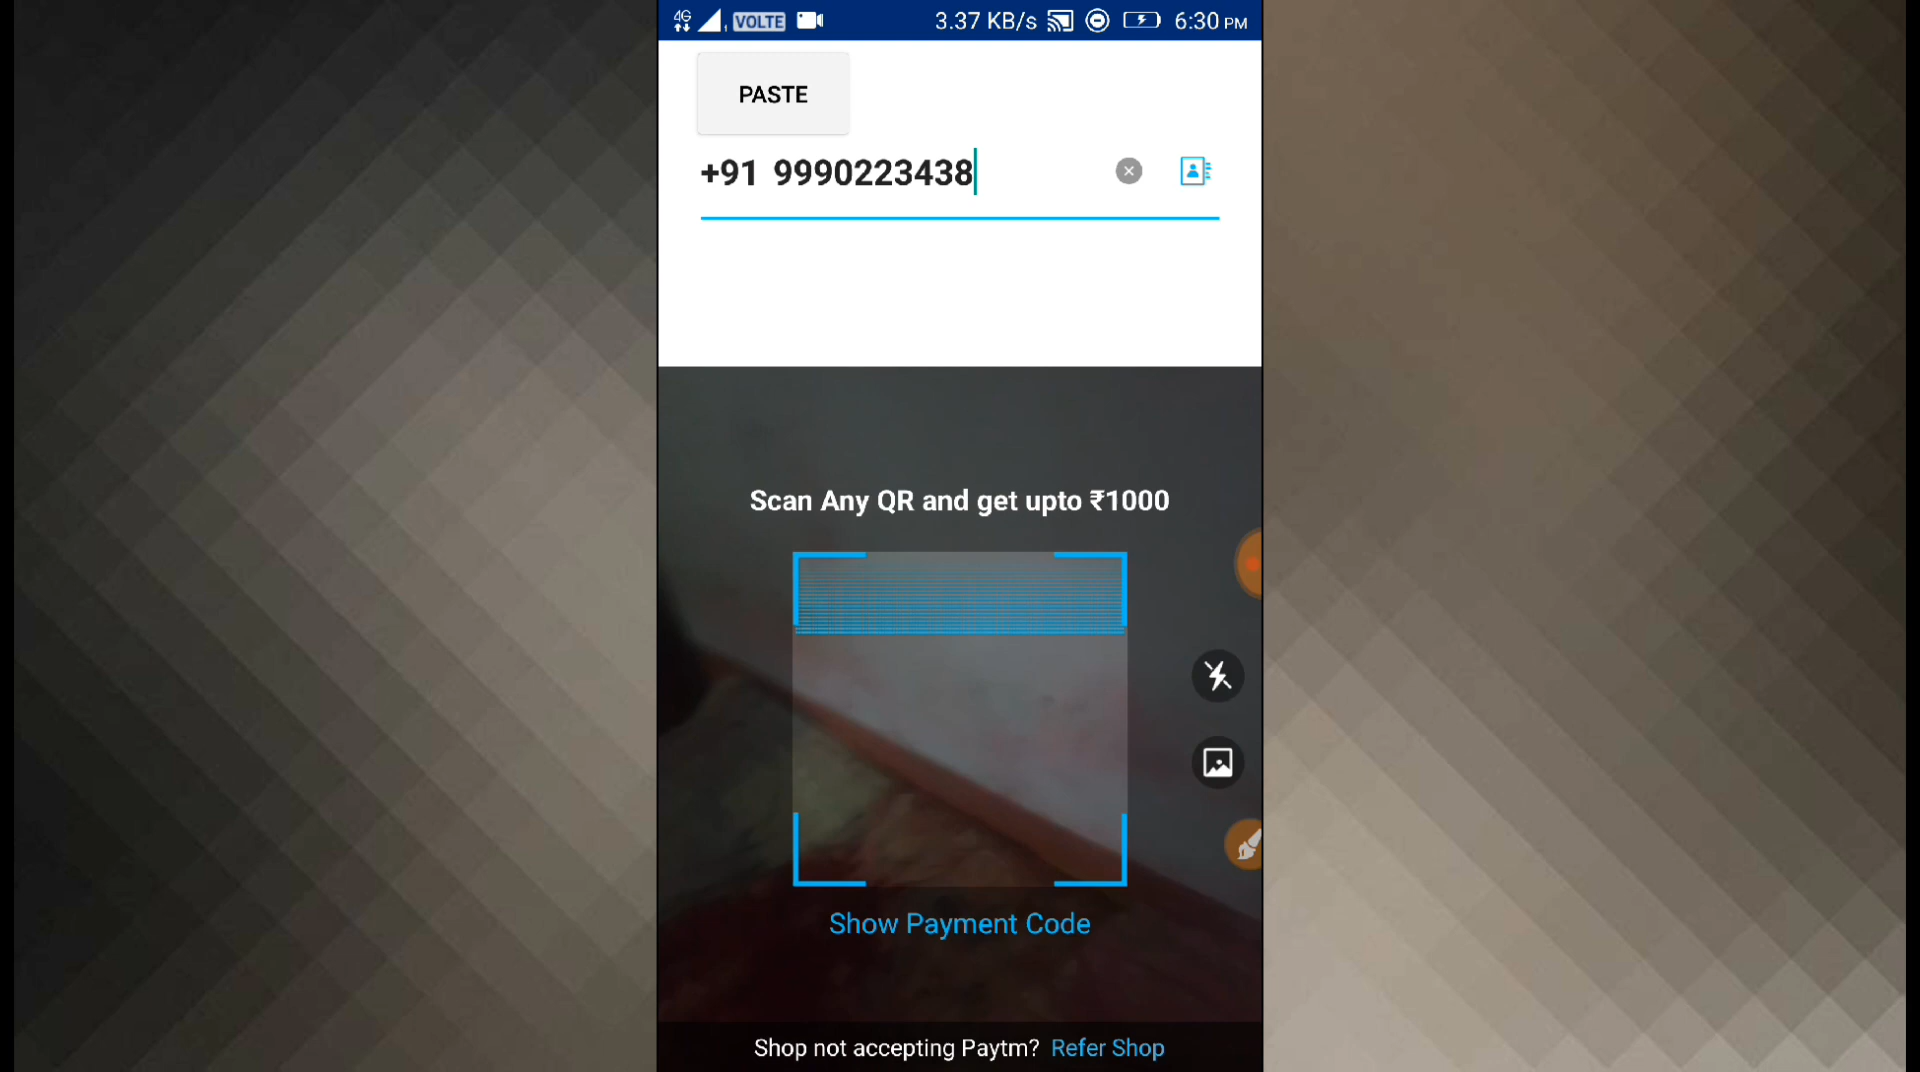 4G VOLTE 3.37 KB/s 6:30 PM
PASTE
+91 9990223438
Scan Any QR and get upto ₹1000
Show Payment Code
Shop not accepting Paytm? Refer Shop